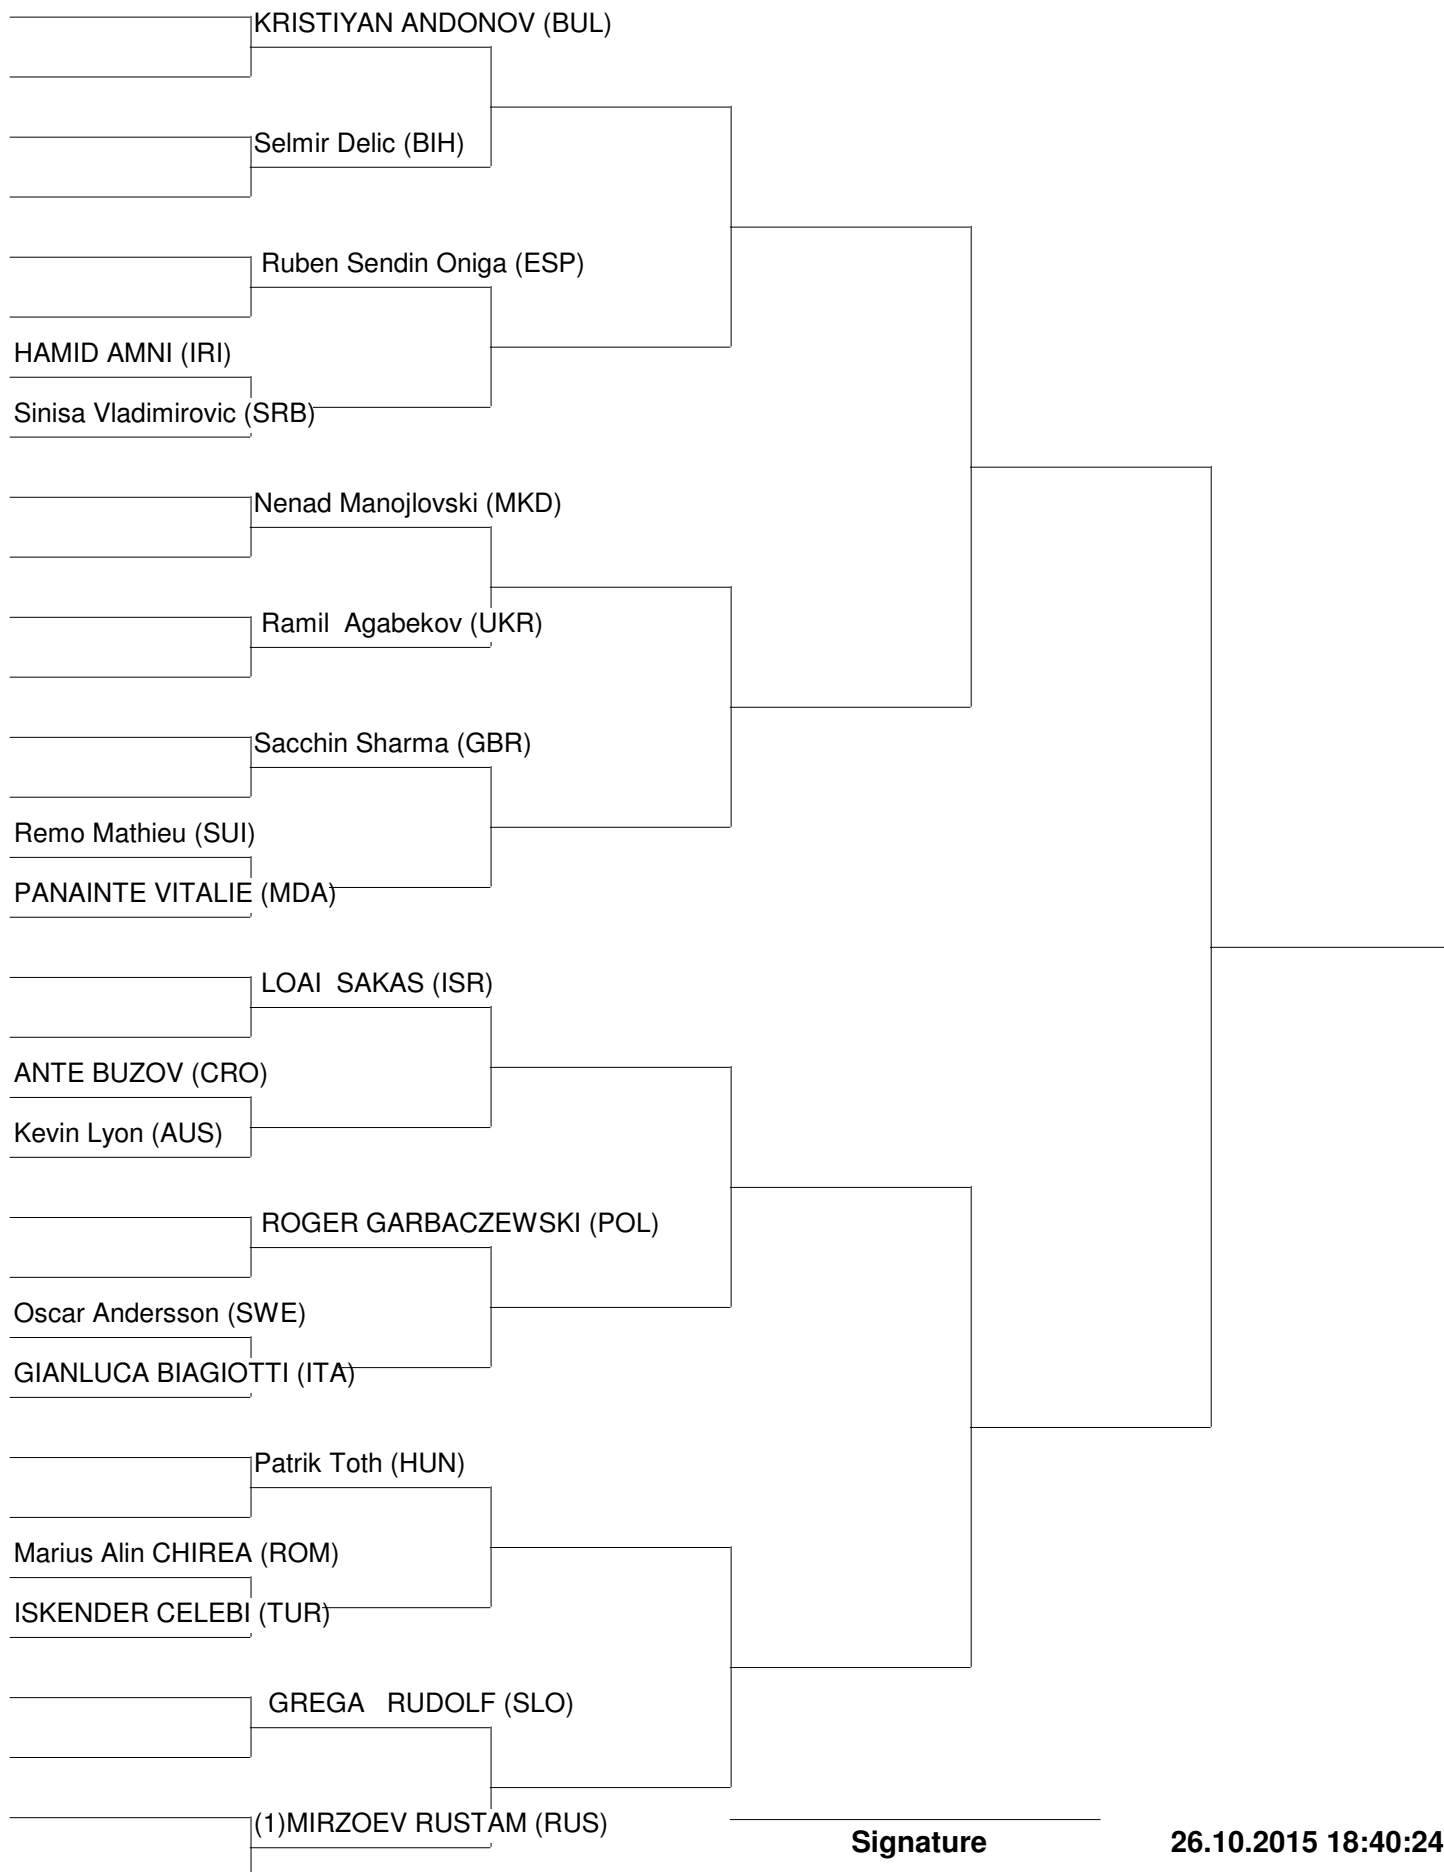 KRISTIYAN ANDONOV (BUL)
Selmir Delic (BIH)
Ruben Sendin Oniga (ESP)
HAMID AMNI (IRI)
Sinisa Vladimirovic (SRB)
Nenad Manojlovski (MKD)
Ramil Agabekov (UKR)
Sacchin Sharma (GBR)
Remo Mathieu (SUI)
PANAINTE VITALIE (MDA)
LOAI SAKAS (ISR)
ANTE BUZOV (CRO)
Kevin Lyon (AUS)
ROGER GARBACZEWSKI (POL)
Oscar Andersson (SWE)
GIANLUCA BIAGIOTTI (ITA)
Patrik Toth (HUN)
Marius Alin CHIREA (ROM)
ISKENDER CELEBI (TUR)
GREGA RUDOLF (SLO)
(1)MIRZOEV RUSTAM (RUS)
Signature 26.10.2015 18:40:24